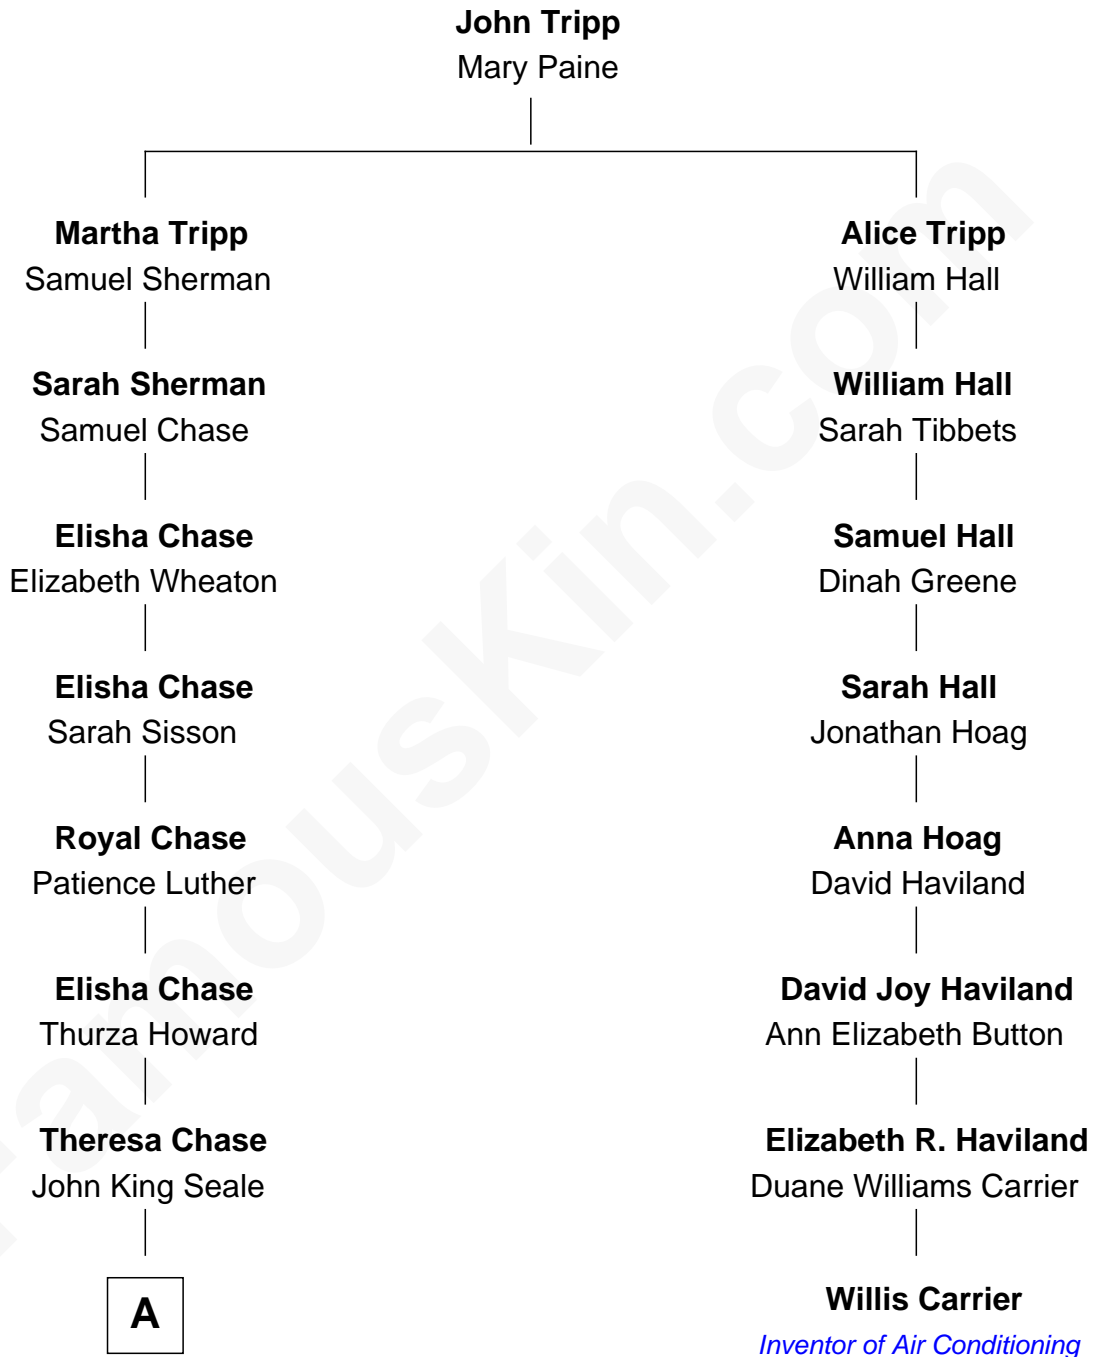 John Tripp
Mary Paine
Martha Tripp
Samuel Sherman
Sarah Sherman
Samuel Chase
Elisha Chase
Elizabeth Wheaton
Elisha Chase
Sarah Sisson
Royal Chase
Patience Luther
Elisha Chase
Thurza Howard
Theresa Chase
John King Seale
A
Alice Tripp
William Hall
William Hall
Sarah Tibbets
Samuel Hall
Dinah Greene
Sarah Hall
Jonathan Hoag
Anna Hoag
David Haviland
David Joy Haviland
Ann Elizabeth Button
Elizabeth R. Haviland
Duane Williams Carrier
Willis Carrier
Inventor of Air Conditioning
FamousKin.com